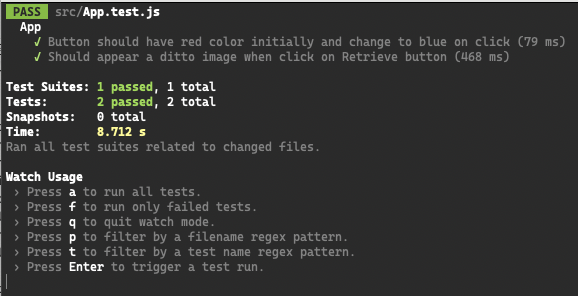 PASS src/App.test.js
App
✓ Button should have red color initially and change to blue on click (79 ms)
✓ Should appear a ditto image when click on Retrieve button (468 ms)
Test Suites: 1 passed, 1 total
Tests: 2 passed, 2 total
Snapshots: 0 total
Time: 8.712 s
Ran all test suites related to changed files.
Watch Usage
› Press a to run all tests.
› Press f to run only failed tests.
› Press q to quit watch mode.
› Press p to filter by a filename regex pattern.
› Press t to filter by a test name regex pattern.
› Press Enter to trigger a test run.